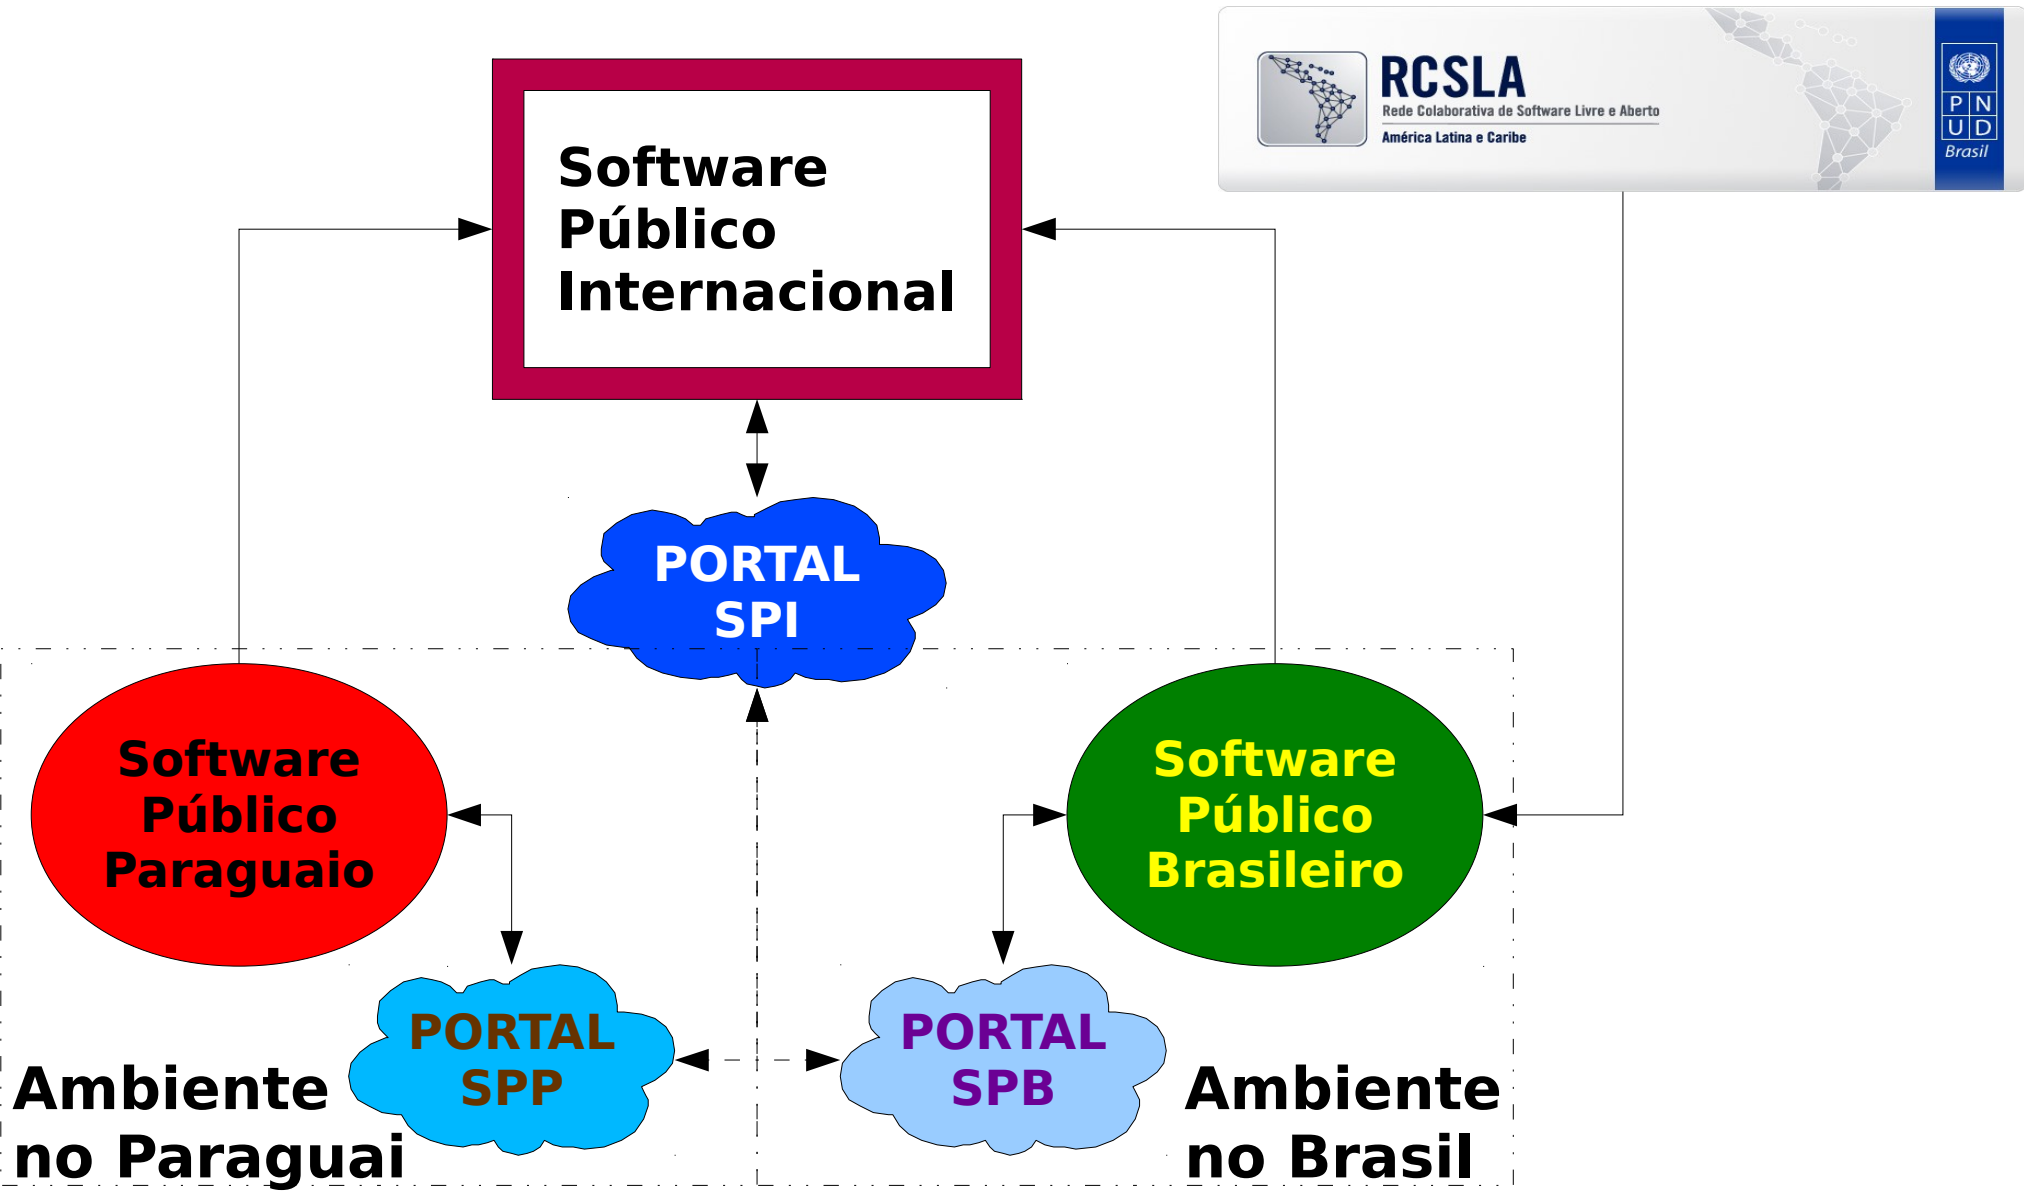 RCSLA
Rede Colaborativa de Software Livre e Aberto
América Latina e Caribe
P N
U D
Brasil
Software
Público
Internacional
PORTAL
SPI
Software
Público
Paraguaio
Software
Público
Brasileiro
PORTAL
SPP
PORTAL
SPB
Ambiente
no Paraguai
Ambiente
no Brasil